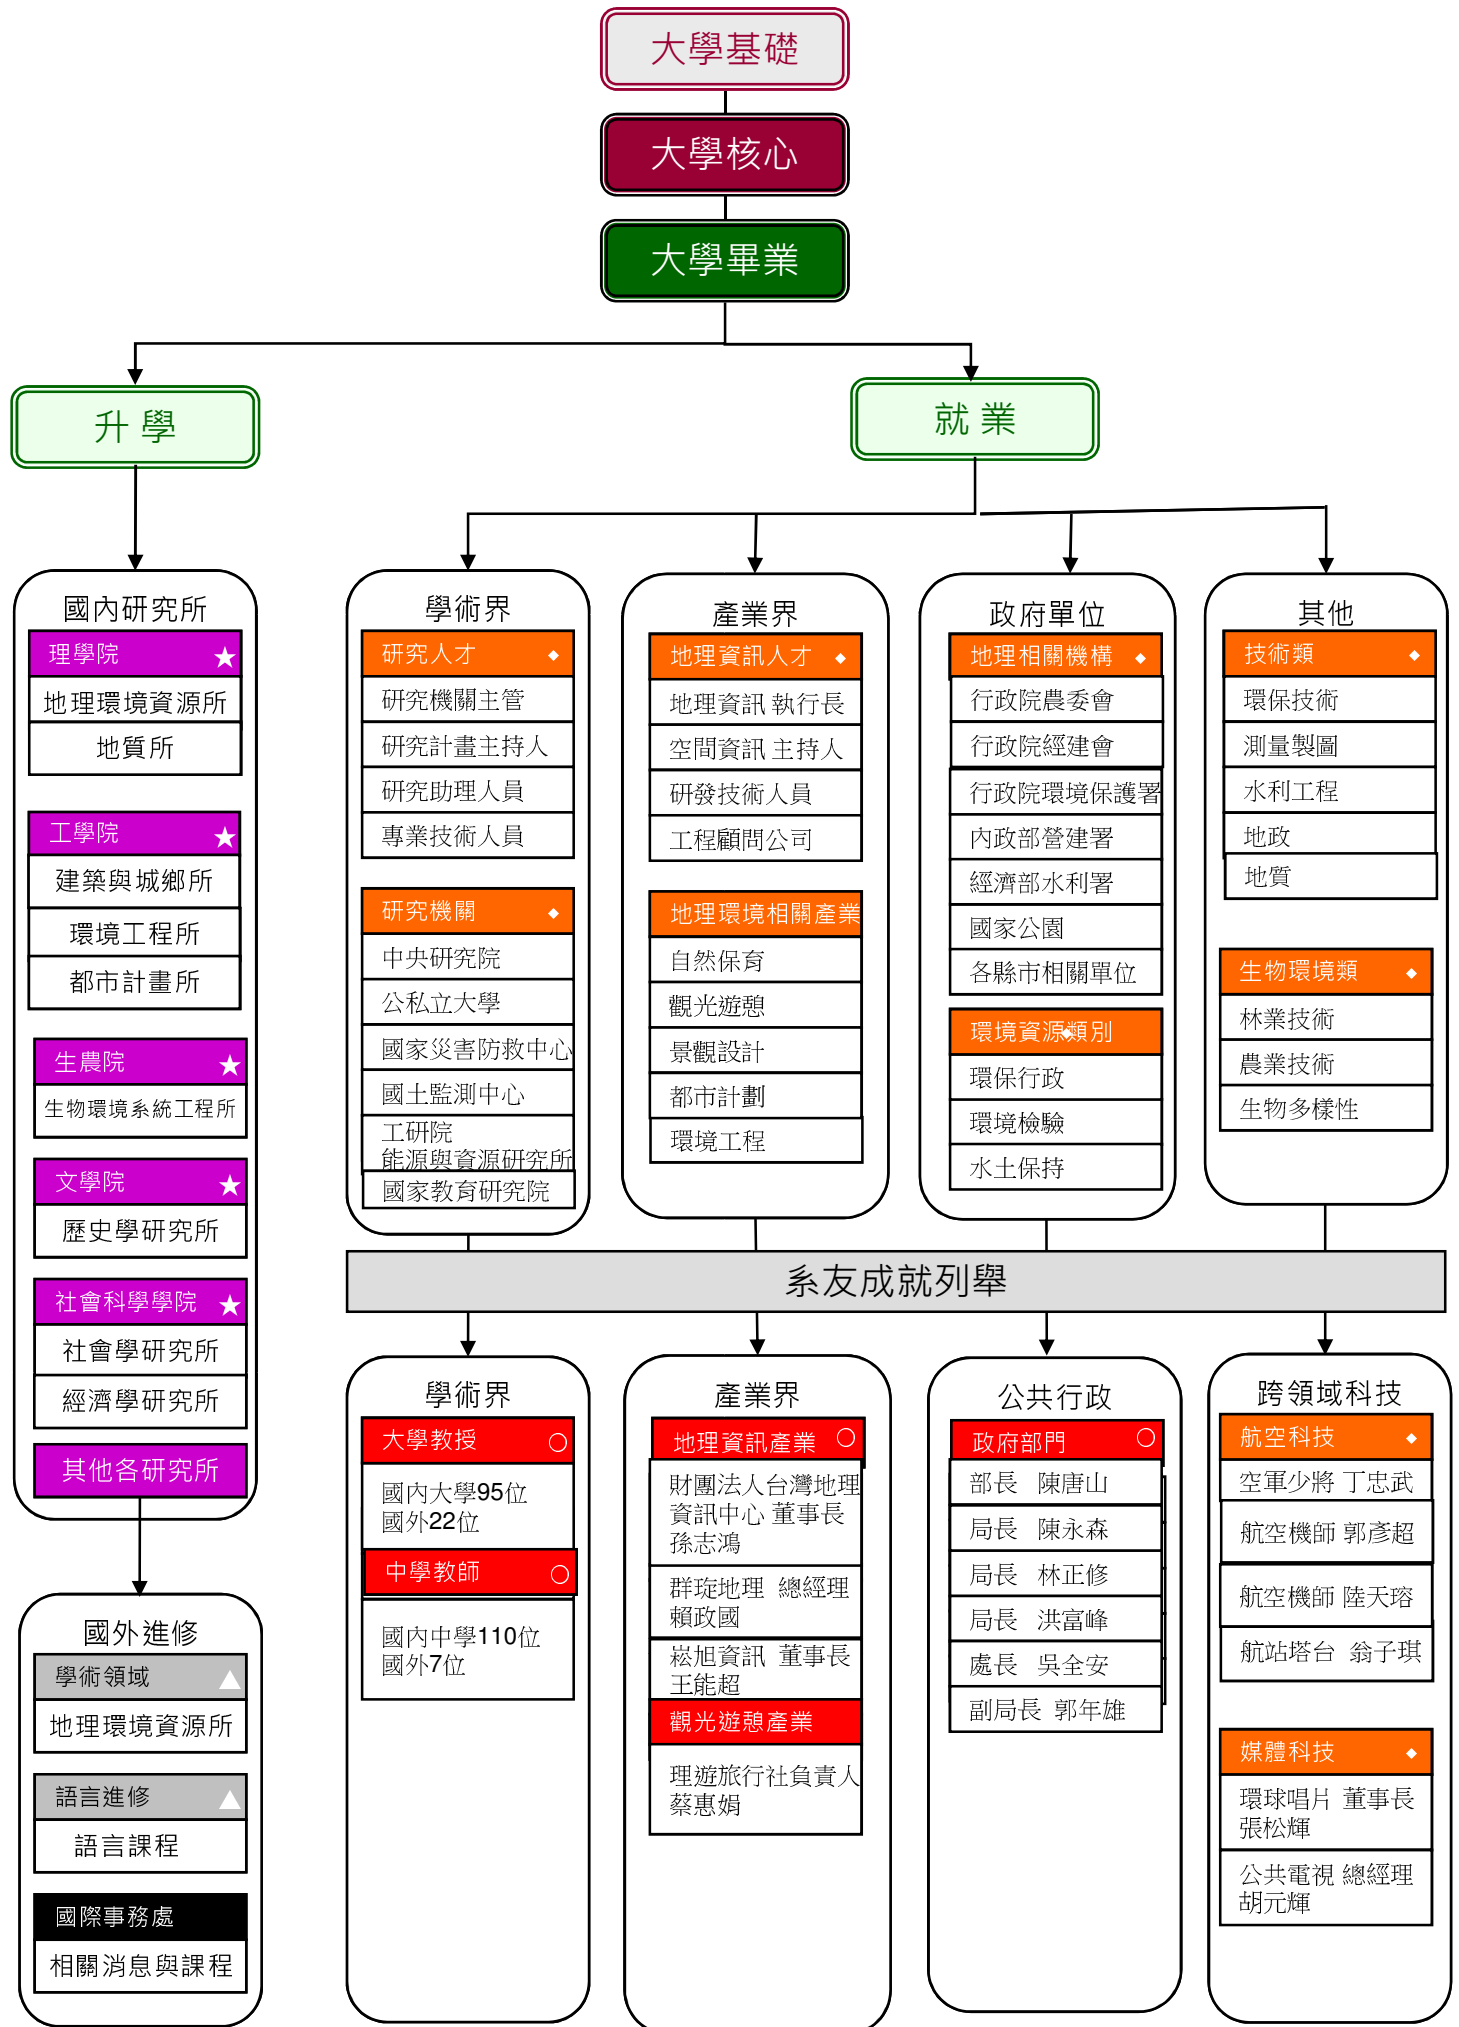 大學基礎
大學核心
大學畢業
升 學
就 業
國內研究所
理學院 ★
地理環境資源所
地質所
工學院 ★
建築與城鄉所
環境工程所
都市計畫所
生農院 ★
生物環境系統工程所
文學院 ★
歷史學研究所
社會科學學院 ★
社會學研究所
經濟學研究所
其他各研究所
國外進修
學術領域 ▲
地理環境資源所
語言進修 ▲
語言課程
國際事務處
相關消息與課程
學術界
研究人才 ◆
研究機關主管
研究計畫主持人
研究助理人員
專業技術人員
研究機關 ◆
中央研究院
公私立大學
國家災害防救中心
國土監測中心
工研院
能源與資源研究所
國家教育研究院
產業界
地理資訊人才 ◆
地理資訊 執行長
空間資訊 主持人
研發技術人員
工程顧問公司
地理環境相關產業
自然保育
觀光遊憩
景觀設計
都市計劃
環境工程
政府單位
地理相關機構 ◆
行政院農委會
行政院經建會
行政院環境保護署
內政部營建署
經濟部水利署
國家公園
各縣市相關單位
環境資源類別 ◆
環保行政
環境檢驗
水土保持
其他
技術類 ◆
環保技術
測量製圖
水利工程
地政
地質
生物環境類 ◆
林業技術
農業技術
生物多樣性
系友成就列舉
學術界
大學教授 ○
國內大學95位
國外22位
中學教師 ○
國內中學110位
國外7位
產業界
地理資訊產業 ○
財團法人台灣地理
資訊中心 董事長
孫志鴻
群琁地理 總經理
賴政國
崧旭資訊 董事長
王能超
觀光遊憩產業
理遊旅行社負責人
蔡惠娟
公共行政
政府部門 ○
部長 陳唐山
局長 陳永森
局長 林正修
局長 洪富峰
處長 吳全安
副局長 郭年雄
跨領域科技
航空科技 ◆
空軍少將 丁忠武
航空機師 郭彥超
航空機師 陸天瑢
航站塔台 翁子琪
媒體科技 ◆
環球唱片 董事長
張松輝
公共電視 總經理
胡元輝